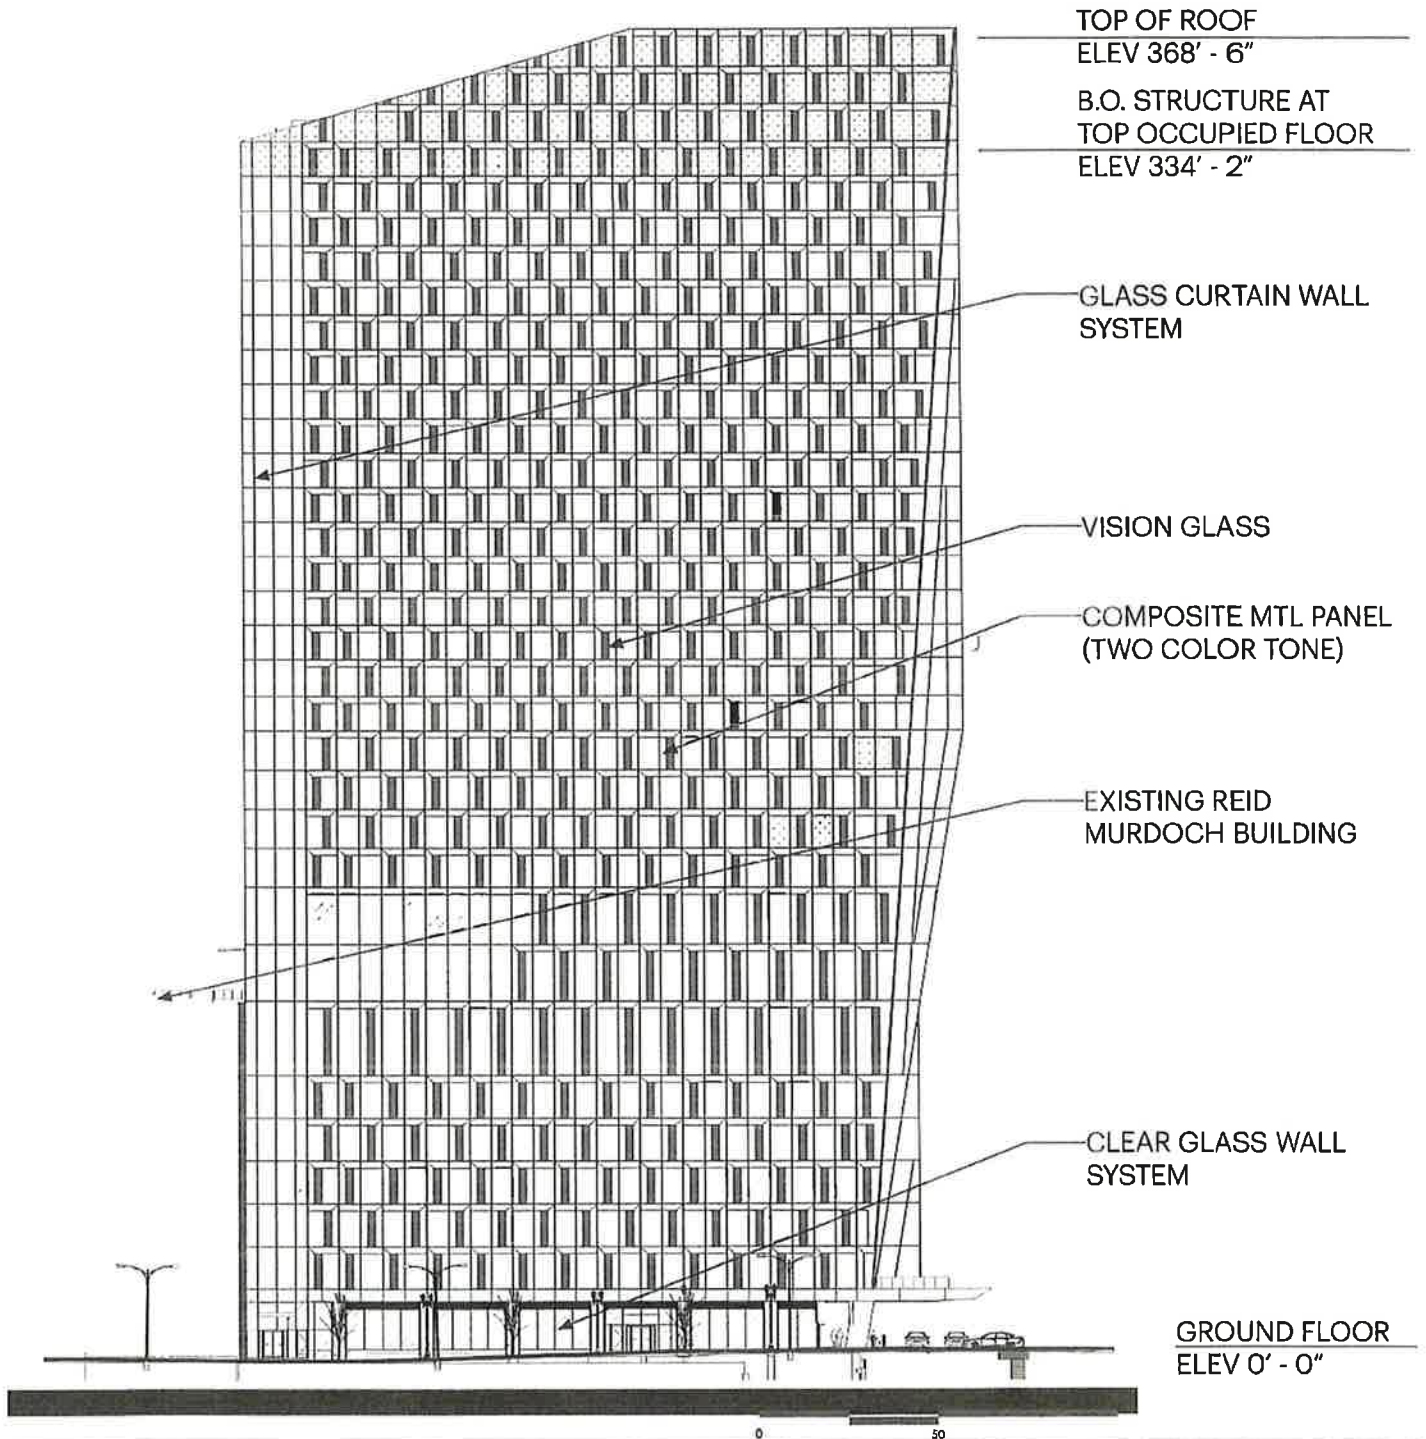 TOP OF ROOF
ELEV 368' - 6"
B.O. STRUCTURE AT
TOP OCCUPIED FLOOR
ELEV 334' - 2"
GLASS CURTAIN WALL
SYSTEM
VISION GLASS
COMPOSITE MTL PANEL
(TWO COLOR TONE)
EXISTING REID
MURDOCH BUILDING
CLEAR GLASS WALL
SYSTEM
GROUND FLOOR
ELEV 0' - 0"
0 50